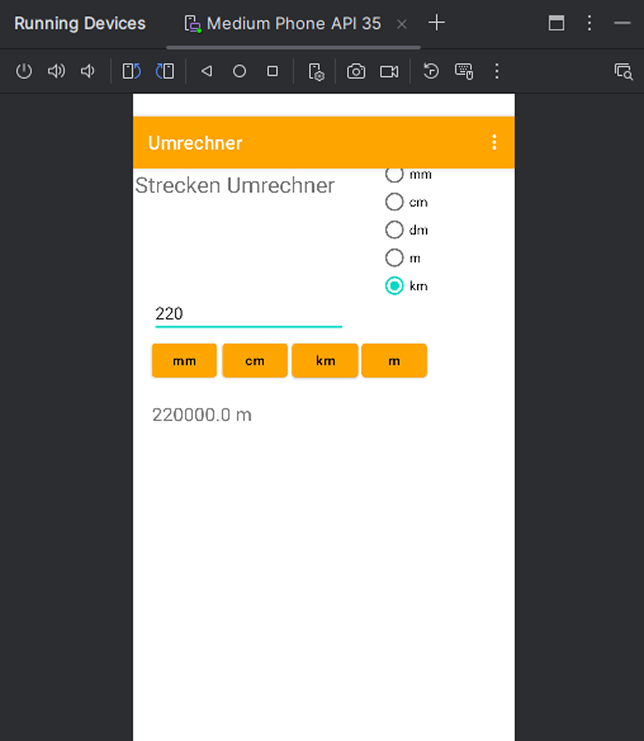 Running Devices
Medium Phone API 35
Umrechner
Strecken Umrechner
mm
cm
dm
m
km
220
mm cm km m
220000.0 m